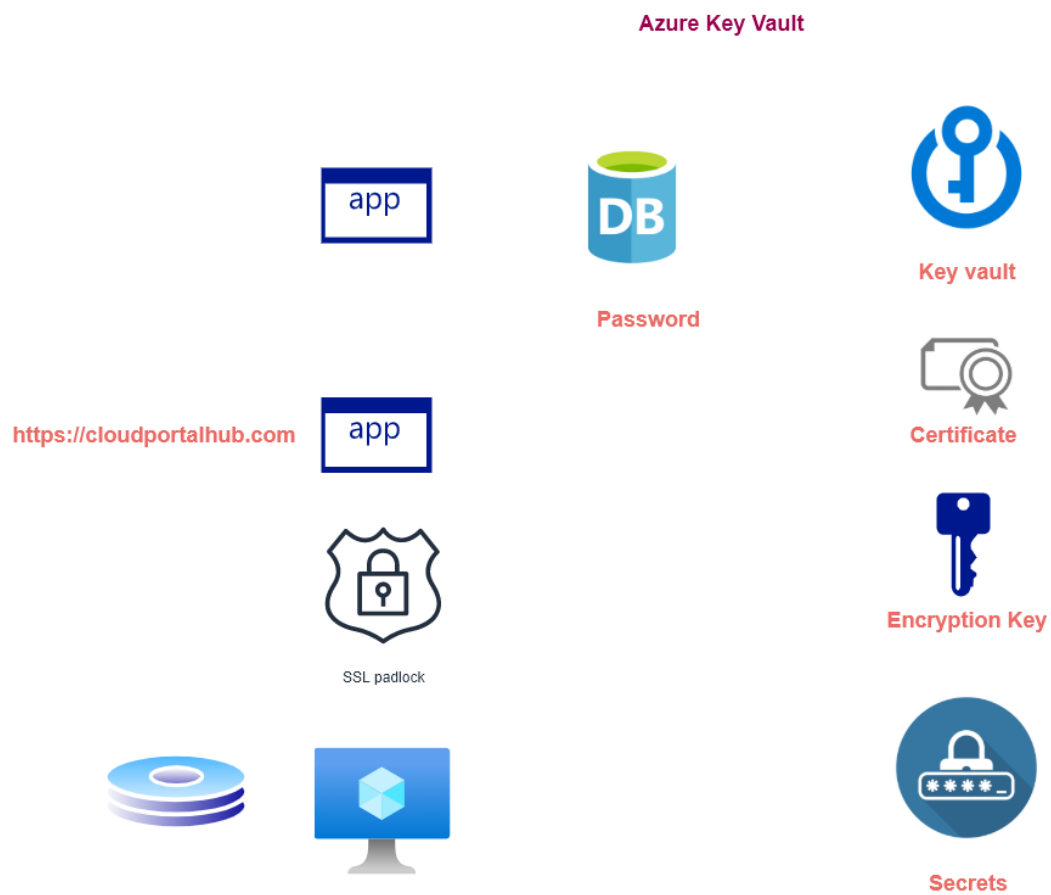 Azure Key Vault
app
DB
Key vault
Password
https://cloudportalhub.com
app
Certificate
Encryption Key
SSL padlock
****_
Secrets